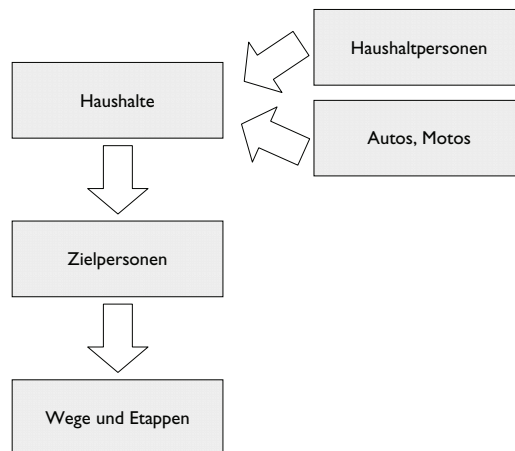 Haushaltpersonen
Haushalte
Autos, Motos
Zielpersonen
Wege und Etappen